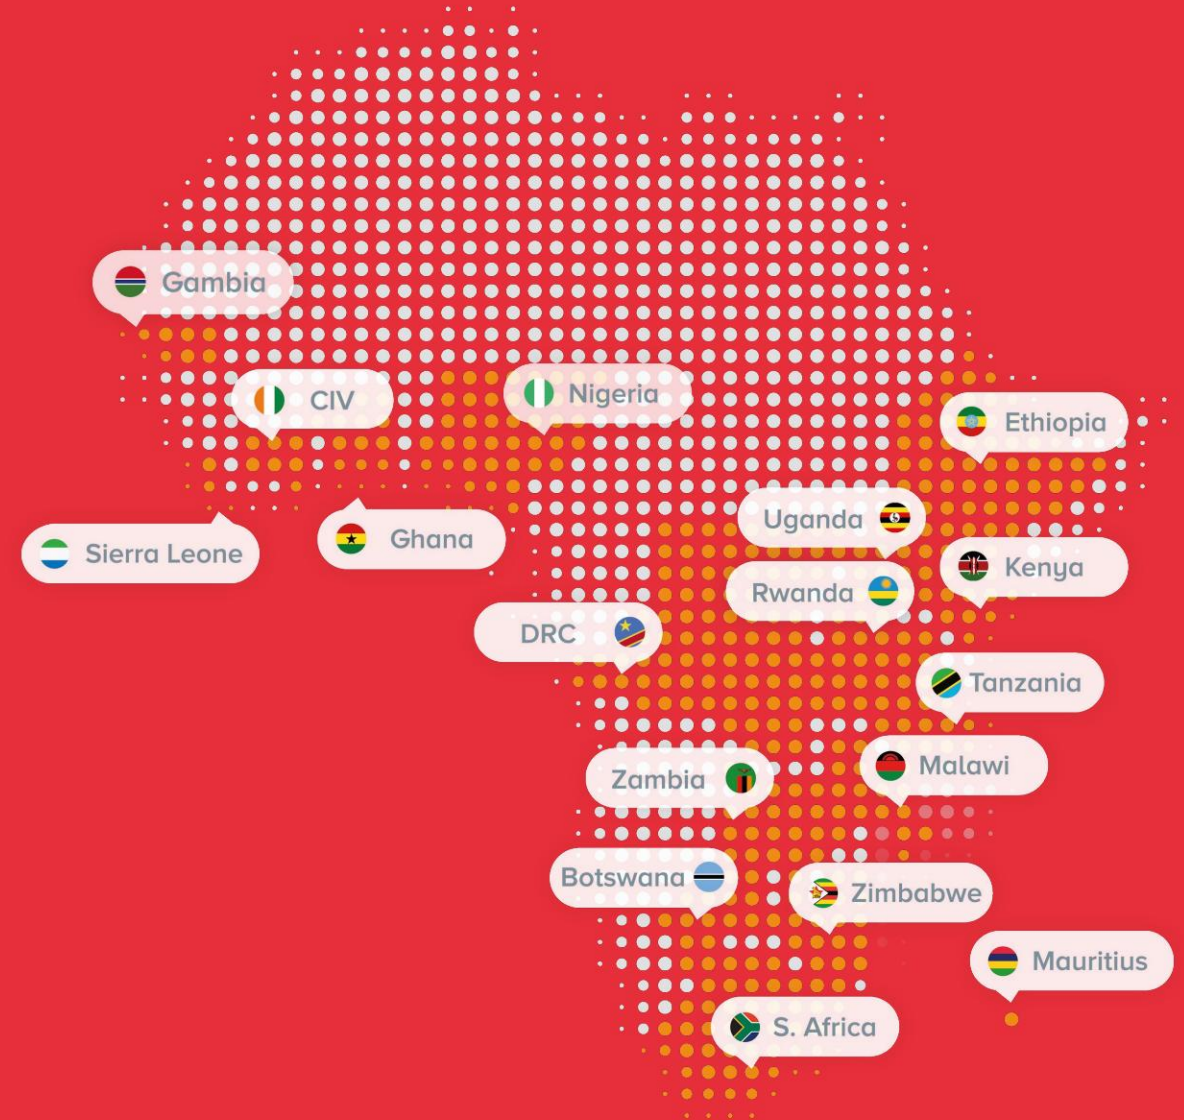 Gambia
CIV
Nigeria
Ethiopia
Sierra Leone
Ghana
Uganda
Kenya
Rwanda
DRC
Tanzania
Zambia
Malawi
Botswana
Zimbabwe
Mauritius
S. Africa